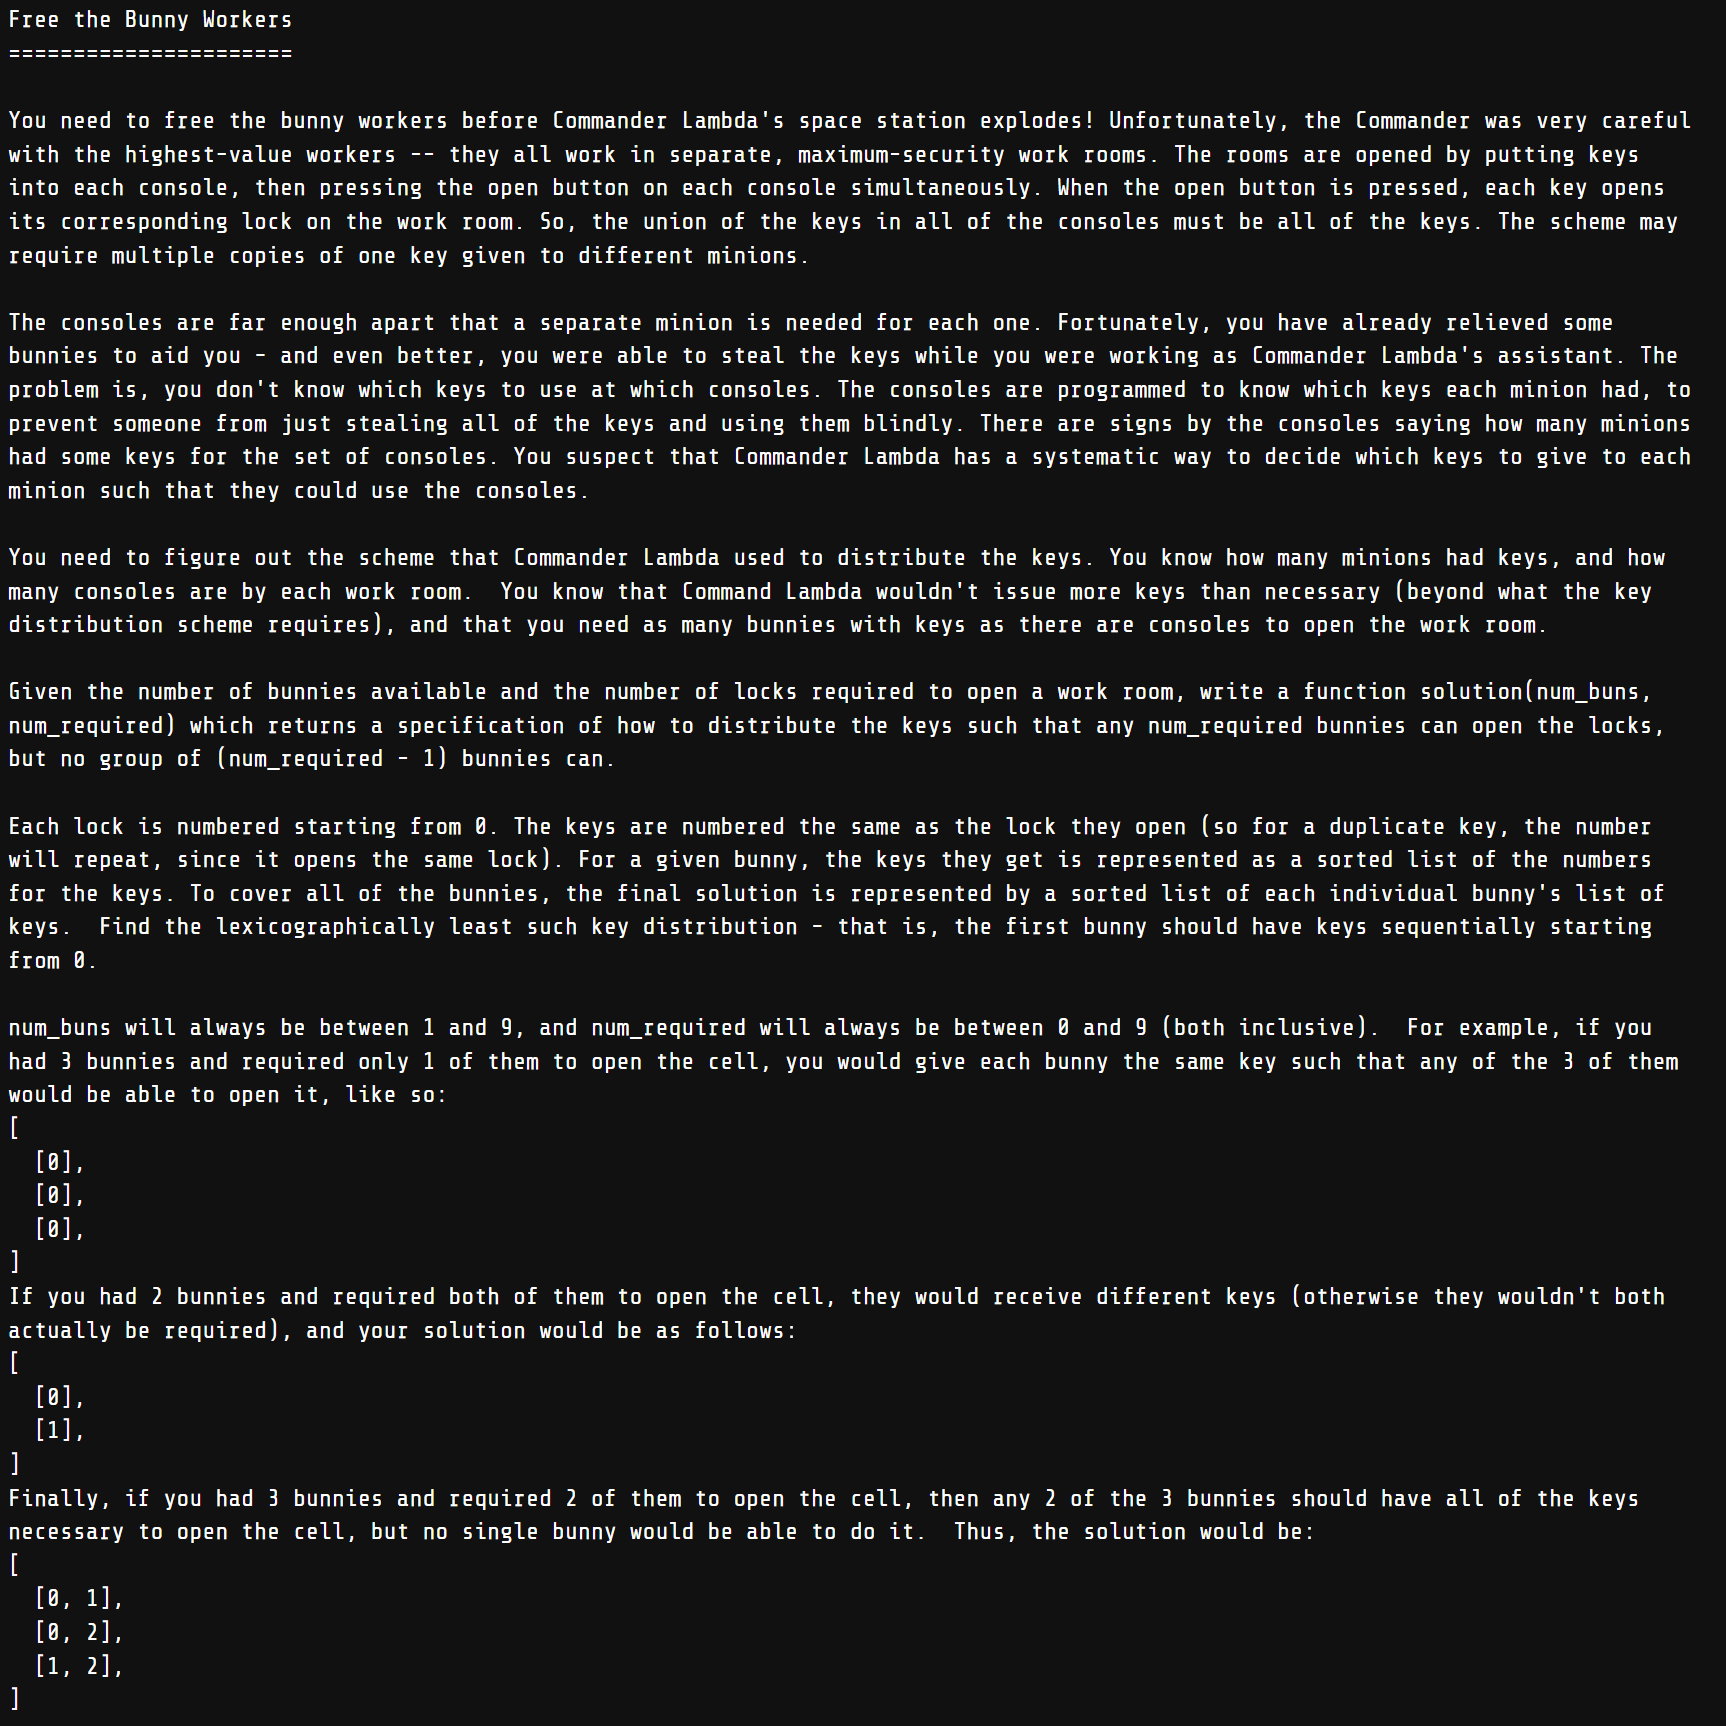 Free the Bunny Workers
======================
You need to free the bunny workers before Commander Lambda's space station explodes! Unfortunately, the Commander was very careful
with the highest-value workers -- they all work in separate, maximum-security work rooms. The rooms are opened by putting keys
into each console, then pressing the open button on each console simultaneously. When the open button is pressed, each key opens
its corresponding lock on the work room. So, the union of the keys in all of the consoles must be all of the keys. The scheme may
require multiple copies of one key given to different minions.
The consoles are far enough apart that a separate minion is needed for each one. Fortunately, you have already relieved some
bunnies to aid you - and even better, you were able to steal the keys while you were working as Commander Lambda's assistant. The
problem is, you don't know which keys to use at which consoles. The consoles are programmed to know which keys each minion had, to
prevent someone from just stealing all of the keys and using them blindly. There are signs by the consoles saying how many minions
had some keys for the set of consoles. You suspect that Commander Lambda has a systematic way to decide which keys to give to each
minion such that they could use the consoles.
You need to figure out the scheme that Commander Lambda used to distribute the keys. You know how many minions had keys, and how
many consoles are by each work room.  You know that Command Lambda wouldn't issue more keys than necessary (beyond what the key
distribution scheme requires), and that you need as many bunnies with keys as there are consoles to open the work room.
Given the number of bunnies available and the number of locks required to open a work room, write a function solution(num_buns,
num_required) which returns a specification of how to distribute the keys such that any num_required bunnies can open the locks,
but no group of (num_required - 1) bunnies can.
Each lock is numbered starting from 0. The keys are numbered the same as the lock they open (so for a duplicate key, the number
will repeat, since it opens the same lock). For a given bunny, the keys they get is represented as a sorted list of the numbers
for the keys. To cover all of the bunnies, the final solution is represented by a sorted list of each individual bunny's list of
keys.  Find the lexicographically least such key distribution - that is, the first bunny should have keys sequentially starting
from 0.
num_buns will always be between 1 and 9, and num_required will always be between 0 and 9 (both inclusive).  For example, if you
had 3 bunnies and required only 1 of them to open the cell, you would give each bunny the same key such that any of the 3 of them
would be able to open it, like so:
[
  [0],
  [0],
  [0],
]
If you had 2 bunnies and required both of them to open the cell, they would receive different keys (otherwise they wouldn't both
actually be required), and your solution would be as follows:
[
  [0],
  [1],
]
Finally, if you had 3 bunnies and required 2 of them to open the cell, then any 2 of the 3 bunnies should have all of the keys
necessary to open the cell, but no single bunny would be able to do it.  Thus, the solution would be:
[
  [0, 1],
  [0, 2],
  [1, 2],
]